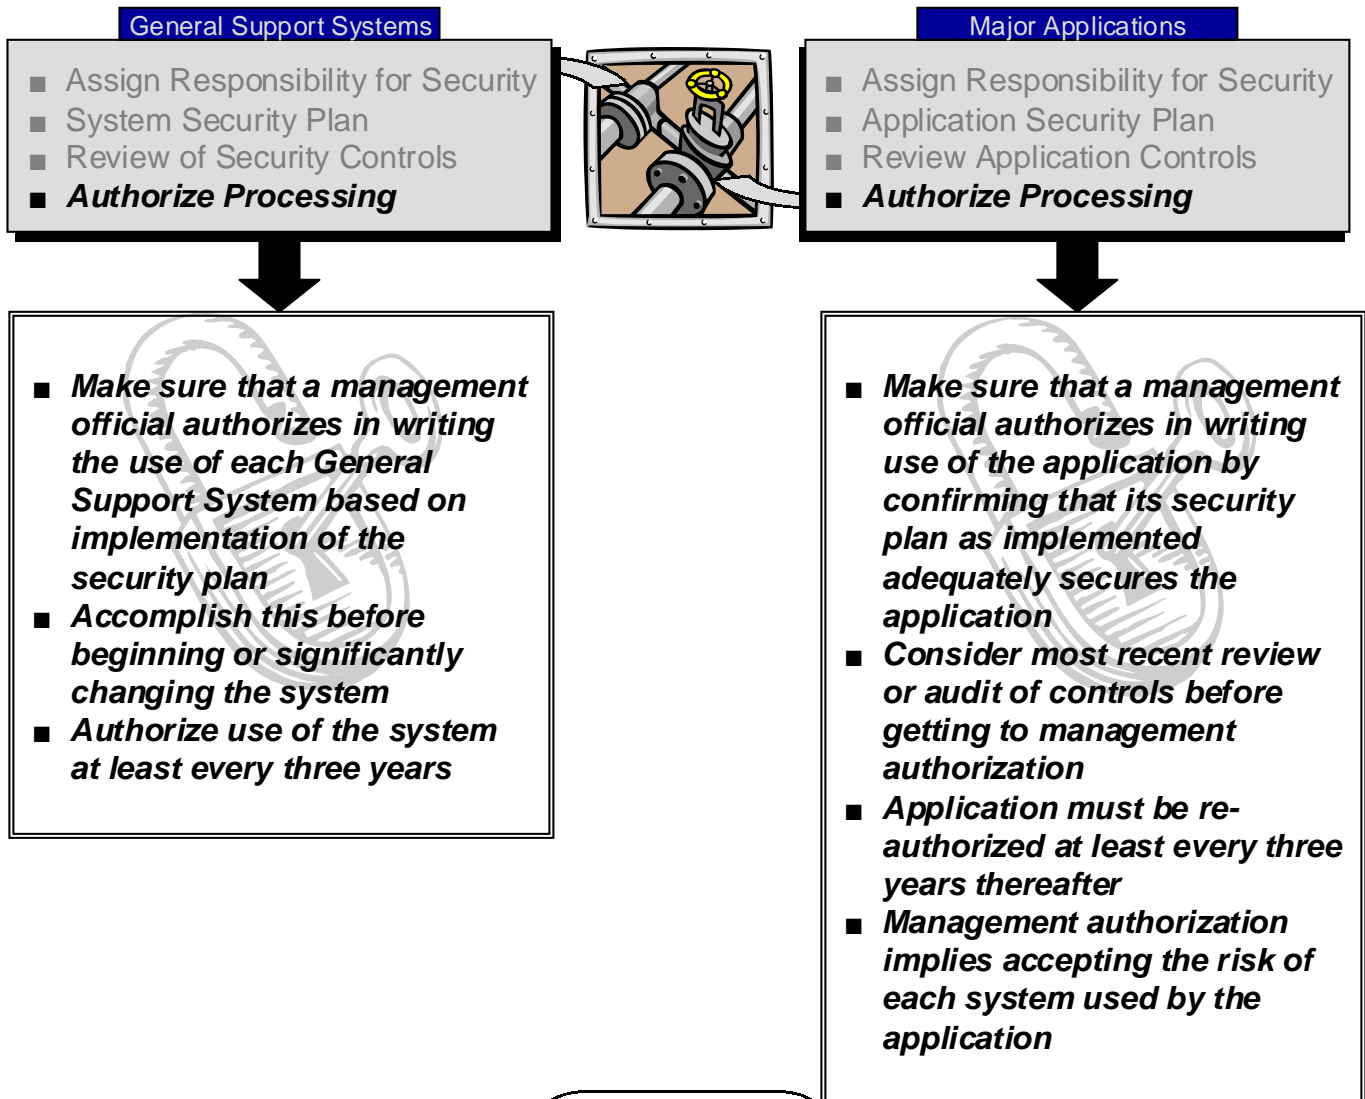 General Support Systems
■ Assign Responsibility for Security
■ System Security Plan
■ Review of Security Controls
■ Authorize Processing
■ Make sure that a management
official authorizes in writing
the use of each General
Support System based on
implementation of the
security plan
■ Accomplish this before
beginning or significantly
changing the system
■ Authorize use of the system
at least every three years
Major Applications
■ Assign Responsibility for Security
■ Application Security Plan
■ Review Application Controls
■ Authorize Processing
■ Make sure that a management
official authorizes in writing
use of the application by
confirming that its security
plan as implemented
adequately secures the
application
■ Consider most recent review
or audit of controls before
getting to management
authorization
■ Application must be re-
authorized at least every three
years thereafter
■ Management authorization
implies accepting the risk of
each system used by the
application